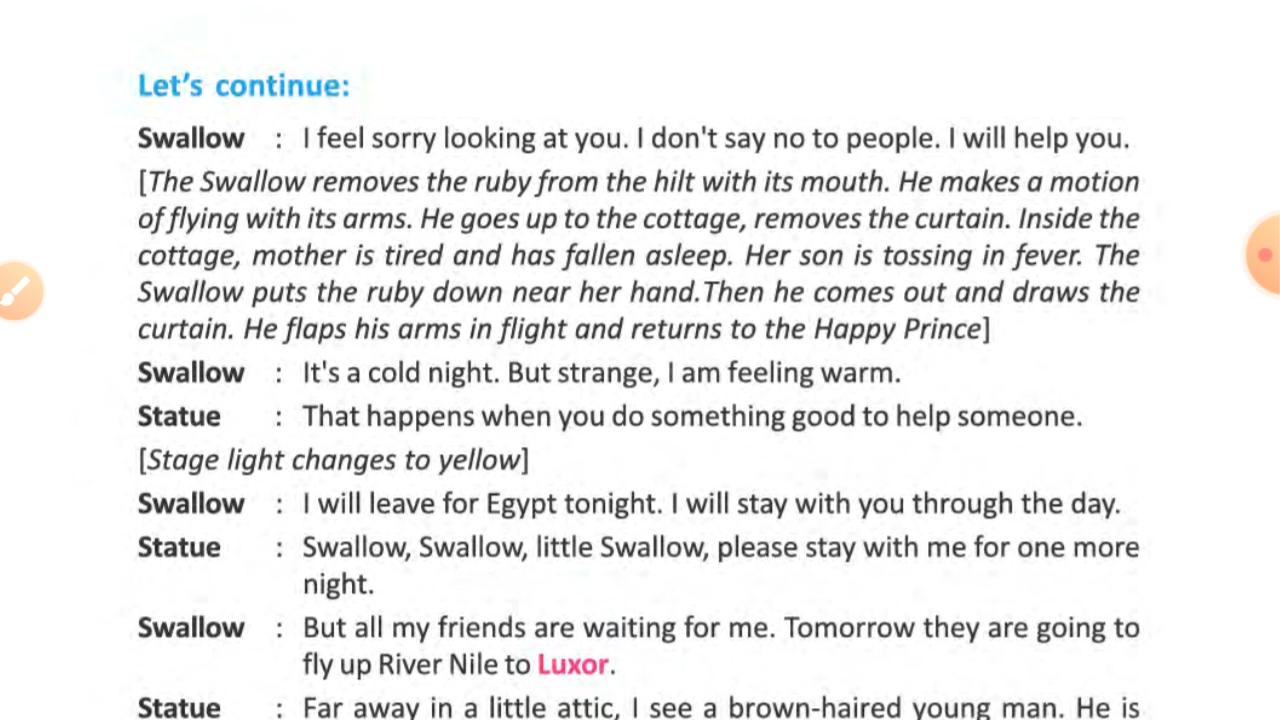 Let's continue:
Swallow : I feel sorry looking at you. I don't say no to people. I will help you.
[The Swallow removes the ruby from the hilt with its mouth. He makes a motion
of flying with its arms. He goes up to the cottage, removes the curtain. Inside the
cottage, mother is tired and has fallen asleep. Her son is tossing in fever. The
Swallow puts the ruby down near her hand.Then he comes out and draws the
curtain. He flaps his arms in flight and returns to the Happy Prince]
Swallow : It's a cold night. But strange, I am feeling warm.
Statue : That happens when you do something good to help someone.
[Stage light changes to yellow]
Swallow : I will leave for Egypt tonight. I will stay with you through the day.
Statue : Swallow, Swallow, little Swallow, please stay with me for one more
night.
Swallow : But all my friends are waiting for me. Tomorrow they are going to
fly up River Nile to Luxor.
Statue : Far away in a little attic, I see a brown-haired young man. He is